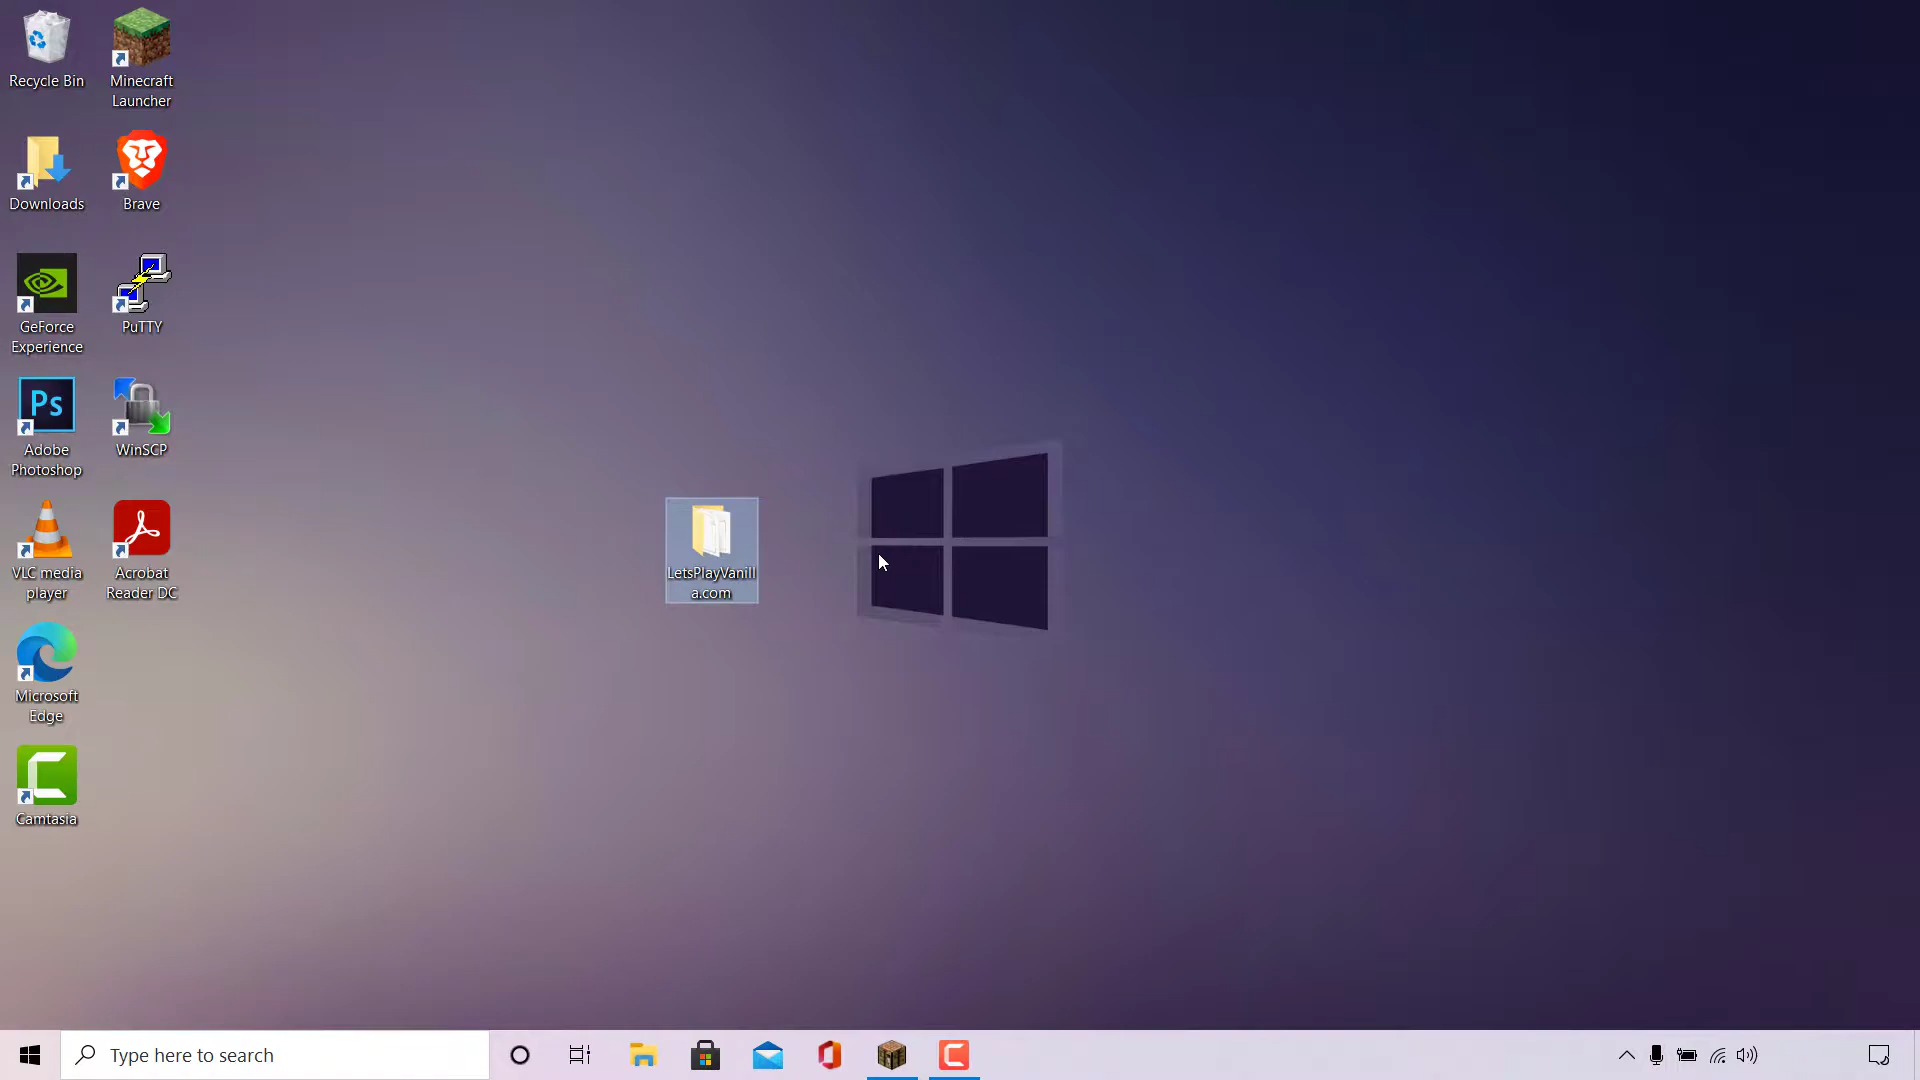 Recycle Bin
Minecraft
Launcher
Downloads
Brave
GeForce
Experience
PuTTY
Ps
Adobe
Photoshop
WinSCP
VLC media
player
Acrobat
Reader DC
LetsPlayVanill
a.com
Microsoft
Edge
Camtasia
Type here to search